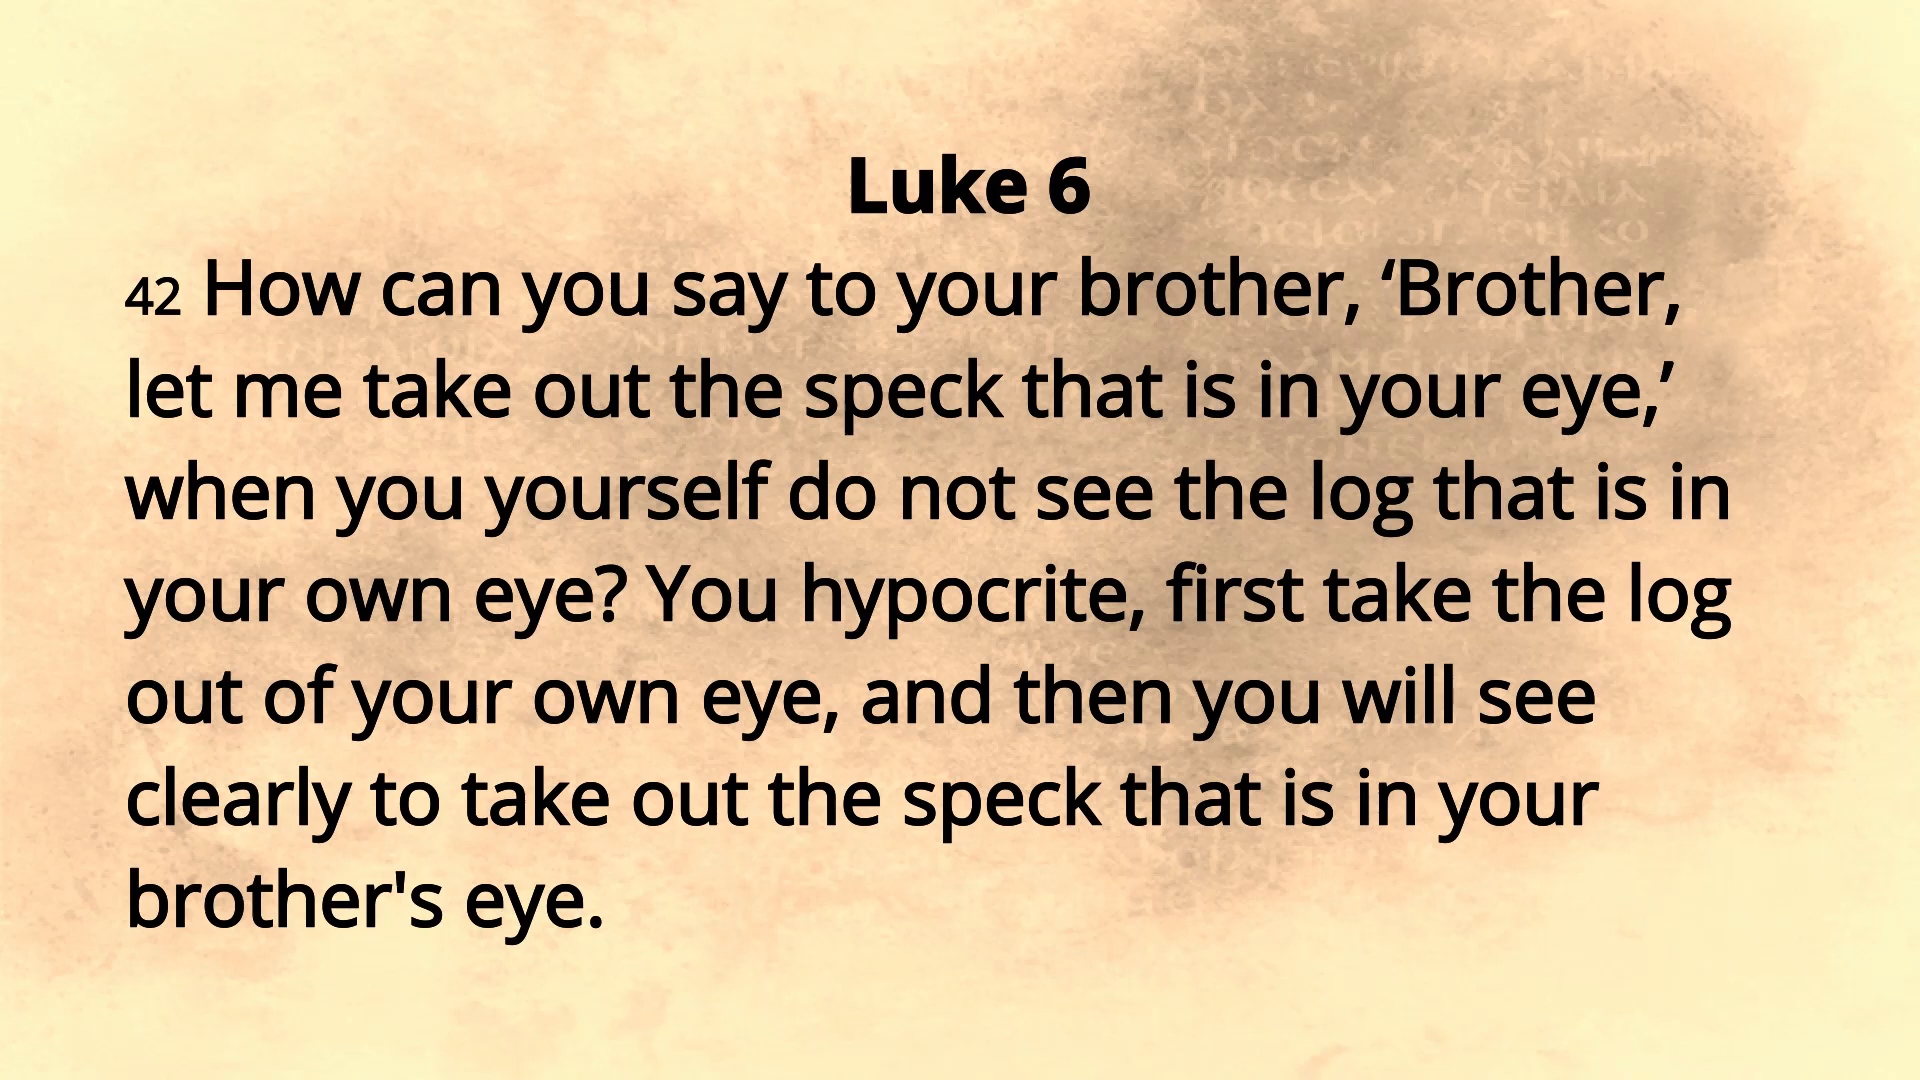 Luke 6
42 How can you say to your brother, ‘Brother,
let me take out the speck that is in your eye,’
when you yourself do not see the log that is in
your own eye? You hypocrite, first take the log
out of your own eye, and then you will see
clearly to take out the speck that is in your
brother's eye.